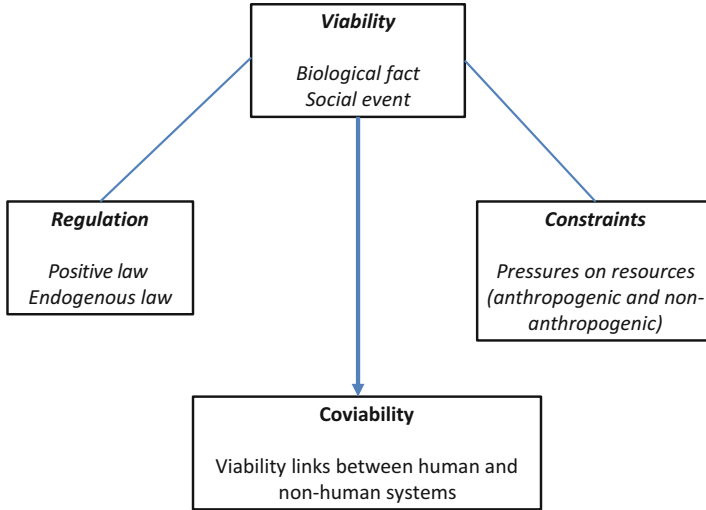 Viability
Biological fact
Social event
Regulation
Positive law
Endogenous law
Constraints
Pressures on resources
(anthropogenic and non-
anthropogenic)
Coviability
Viability links between human and
non-human systems